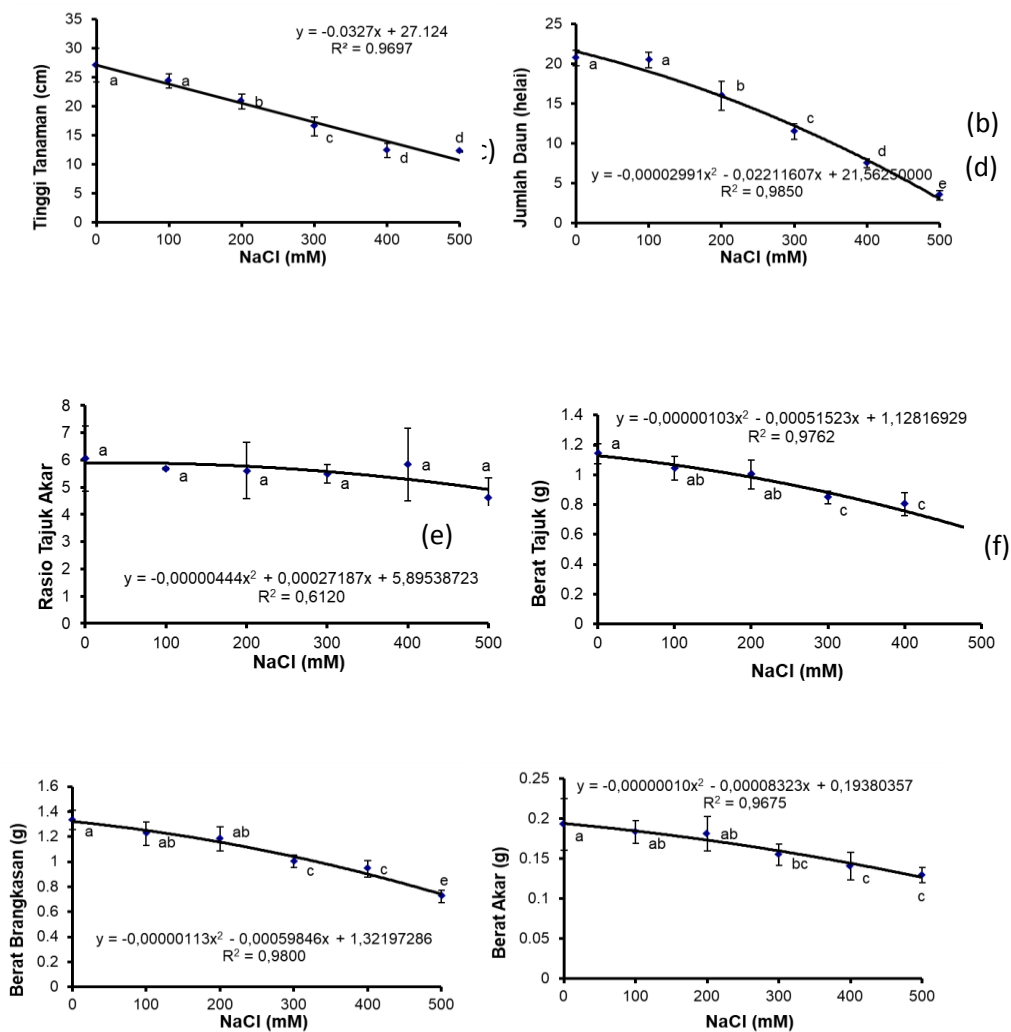 y = -0.0327x + 27.124
R² = 0.9697
Tinggi Tanaman (cm)
35
30
25
20
15
10
5
0
a
a
b
c
d
d
0 100 200 300 400 500
NaCl (mM)
c)
Jumlah Daun (helai)
25
20
15
10
5
0
a
a
b
c
d
e
y = -0,00002991x² - 0,02211607x + 21,56250000
R² = 0,9850
0 100 200 300 400 500
NaCl (mM)
(b)
(d)
Rasio Tajuk Akar
8
7
6
5
4
3
2
1
0
a
a
a
a
a
a
(e)
y = -0,00000444x² + 0,00027187x + 5,89538723
R² = 0,6120
0 100 200 300 400 500
NaCl (mM)
y = -0,00000103x² - 0,00051523x + 1,12816929
R² = 0,9762
Berat Tajuk (g)
1.4
1.2
1
0.8
0.6
0.4
0.2
0
a
ab
ab
c
c
0 100 200 300 400 500
NaCl (mM)
(f)
Berat Brangkasan (g)
1.6
1.4
1.2
1
0.8
0.6
0.4
0.2
0
a
ab
ab
c
c
e
y = -0,00000113x² - 0,00059846x + 1,32197286
R² = 0,9800
0 100 200 300 400 500
NaCl (mM)
y = -0,00000010x² - 0,00008323x + 0,19380357
R² = 0,9675
Berat Akar (g)
0.25
0.2
0.15
0.1
0.05
0
a
ab
ab
bc
c
c
0 100 200 300 400 500
NaCl (mM)